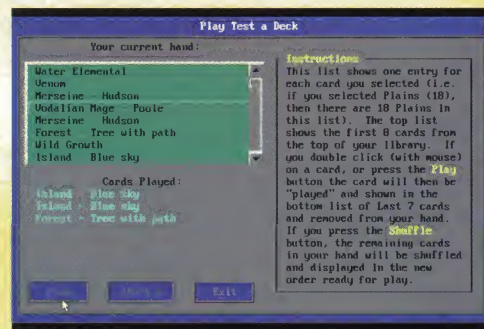 Play Test a Deck
Your current hand:
Water Elemental
Venom
Merseine - Hudson
Vodalian Mage - Poole
Merseine - Hudson
Forest - Tree with path
Wild Growth
Island - Blue sky
Cards Played:
Island - Blue sky
Island - Blue sky
Forest - Tree with path
Exit
Instructions
This list shows one entry for
each card you selected (i.e.
if you selected Plains (18),
then there are 18 Plains in
this list). The top list
shows the first 8 cards from
the top of your library. If
you double click (with mouse)
on a card, or press the Play
button the card will then be
"played" and shown in the
bottom list of Last 7 cards
and removed from your hand.
If you press the Shuffle
button, the remaining cards
in your hand will be shuffled
and displayed in the new
order ready for play.